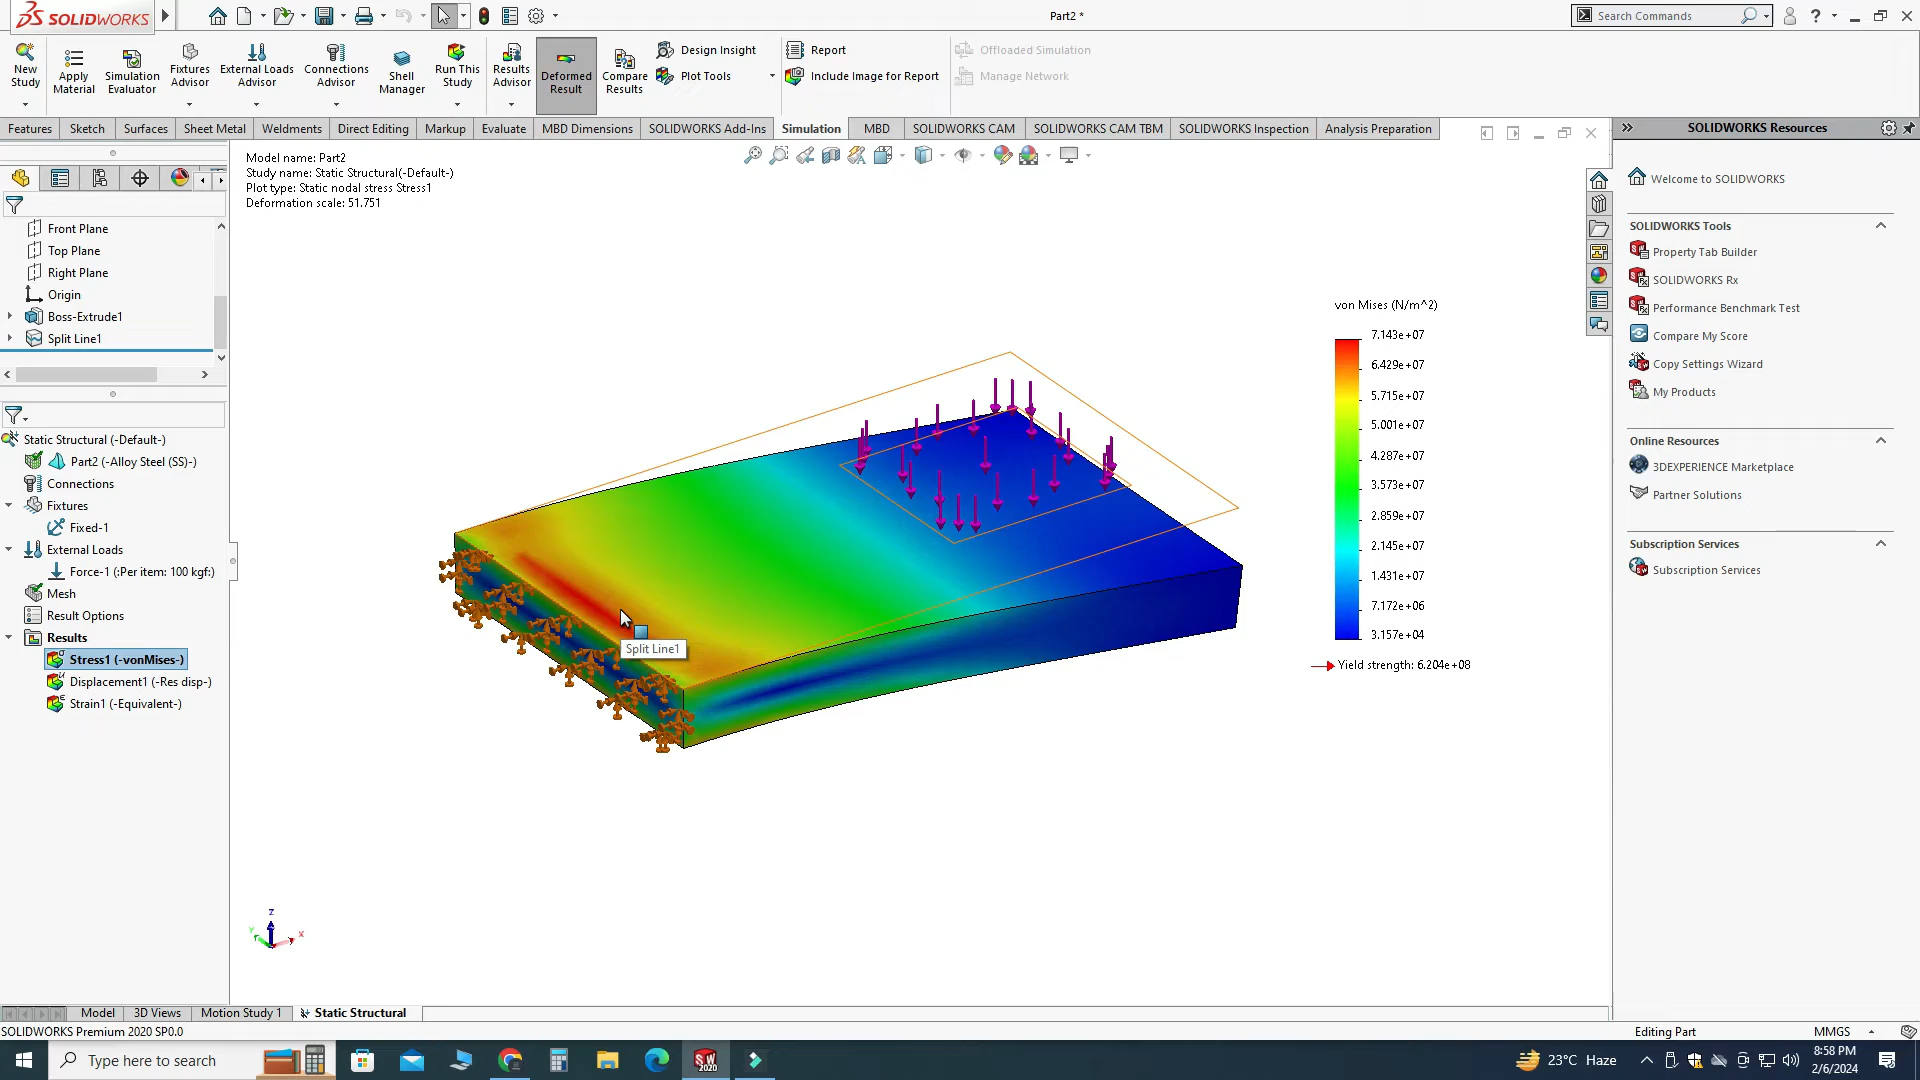 SOLIDWORKS
Part2 *
Search Commands
New Study
Apply Material
Simulation Evaluator
Fixtures Advisor
External Loads Advisor
Connections Advisor
Shell Manager
Run This Study
Results Advisor
Deformed Result
Compare Results
Design Insight
Plot Tools
Report
Include Image for Report
Offloaded Simulation
Manage Network
Features
Sketch
Surfaces
Sheet Metal
Weldments
Direct Editing
Markup
Evaluate
MBD Dimensions
SOLIDWORKS Add-Ins
Simulation
MBD
SOLIDWORKS CAM
SOLIDWORKS CAM TBM
SOLIDWORKS Inspection
Analysis Preparation
Front Plane
Top Plane
Right Plane
Origin
Boss-Extrude1
Split Line1
Static Structural (-Default-)
Part2 (-Alloy Steel (SS)-)
Connections
Fixtures
Fixed-1
External Loads
Force-1 (:Per item: 100 kgf:)
Mesh
Result Options
Results
Stress1 (-vonMises-)
Displacement1 (-Res disp-)
Strain1 (-Equivalent-)
Model name: Part2
Study name: Static Structural(-Default-)
Plot type: Static nodal stress Stress1
Deformation scale: 51.751
Split Line1
von Mises (N/m^2)
7.143e+07
6.429e+07
5.715e+07
5.001e+07
4.287e+07
3.573e+07
2.859e+07
2.145e+07
1.431e+07
7.172e+06
3.157e+04
Yield strength: 6.204e+08
Z
Y
X
SOLIDWORKS Resources
Welcome to SOLIDWORKS
SOLIDWORKS Tools
Property Tab Builder
SOLIDWORKS Rx
Performance Benchmark Test
Compare My Score
Copy Settings Wizard
My Products
Online Resources
3DEXPERIENCE Marketplace
Partner Solutions
Subscription Services
Subscription Services
Model
3D Views
Motion Study 1
Static Structural
SOLIDWORKS Premium 2020 SP0.0
Editing Part
MMGS
Type here to search
SW 2020
23°C Haze
8:58 PM
2/6/2024